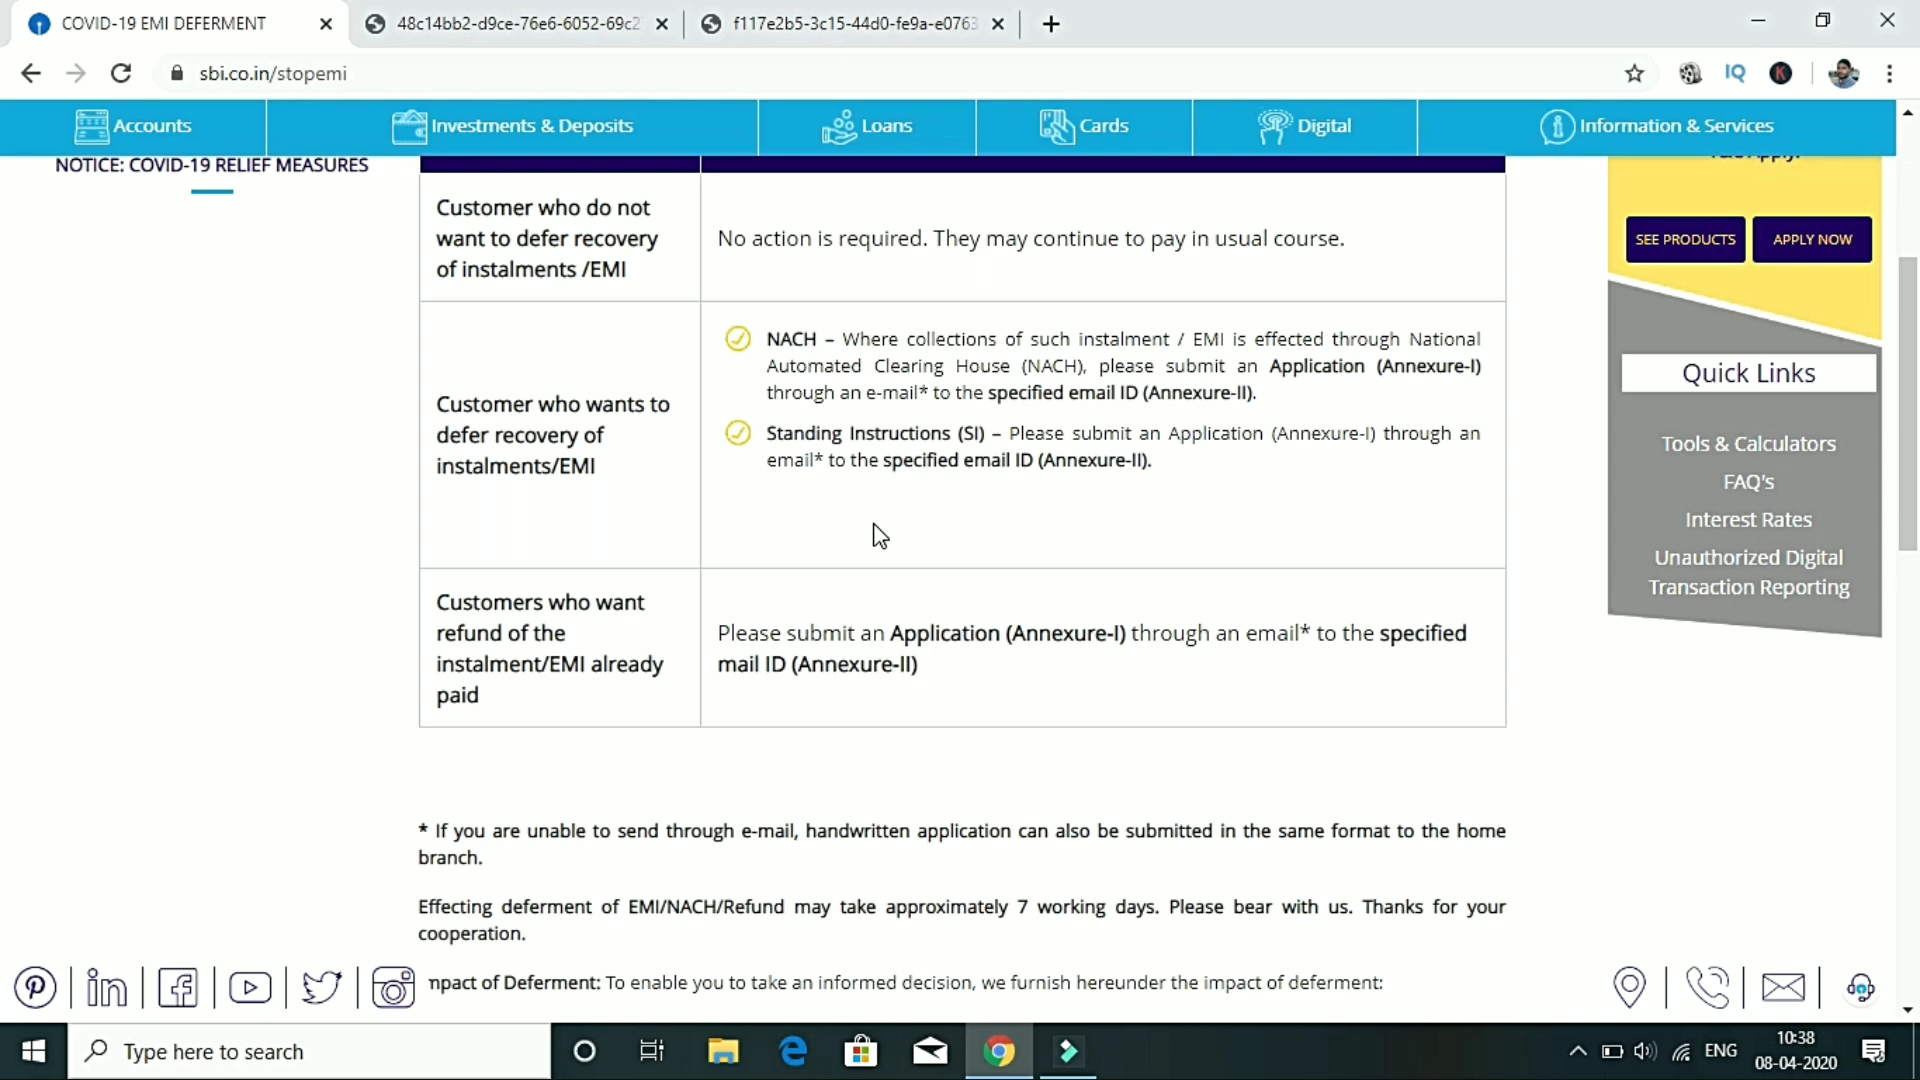 COVID-19 EMI DEFERMENT
48c14bb2-d9ce-76e6-6052-69c2
f117e2b5-3c15-44d0-fe9a-e0763
sbi.co.in/stopemi
IQ
K
Accounts
Investments & Deposits
Loans
Cards
Digital
Information & Services
NOTICE: COVID-19 RELIEF MEASURES
Customer who do not
want to defer recovery
of instalments /EMI
No action is required. They may continue to pay in usual course.
Customer who wants to
defer recovery of
instalments/EMI
NACH – Where collections of such instalment / EMI is effected through National
Automated Clearing House (NACH), please submit an Application (Annexure-I)
through an e-mail* to the specified email ID (Annexure-II).
Standing Instructions (SI) – Please submit an Application (Annexure-I) through an
email* to the specified email ID (Annexure-II).
Customers who want
refund of the
instalment/EMI already
paid
Please submit an Application (Annexure-I) through an email* to the specified
mail ID (Annexure-II)
* If you are unable to send through e-mail, handwritten application can also be submitted in the same format to the home
branch.
Effecting deferment of EMI/NACH/Refund may take approximately 7 working days. Please bear with us. Thanks for your
cooperation.
mpact of Deferment: To enable you to take an informed decision, we furnish hereunder the impact of deferment:
SEE PRODUCTS
APPLY NOW
Quick Links
Tools & Calculators
FAQ's
Interest Rates
Unauthorized Digital
Transaction Reporting
Type here to search
ENG
10:38
08-04-2020